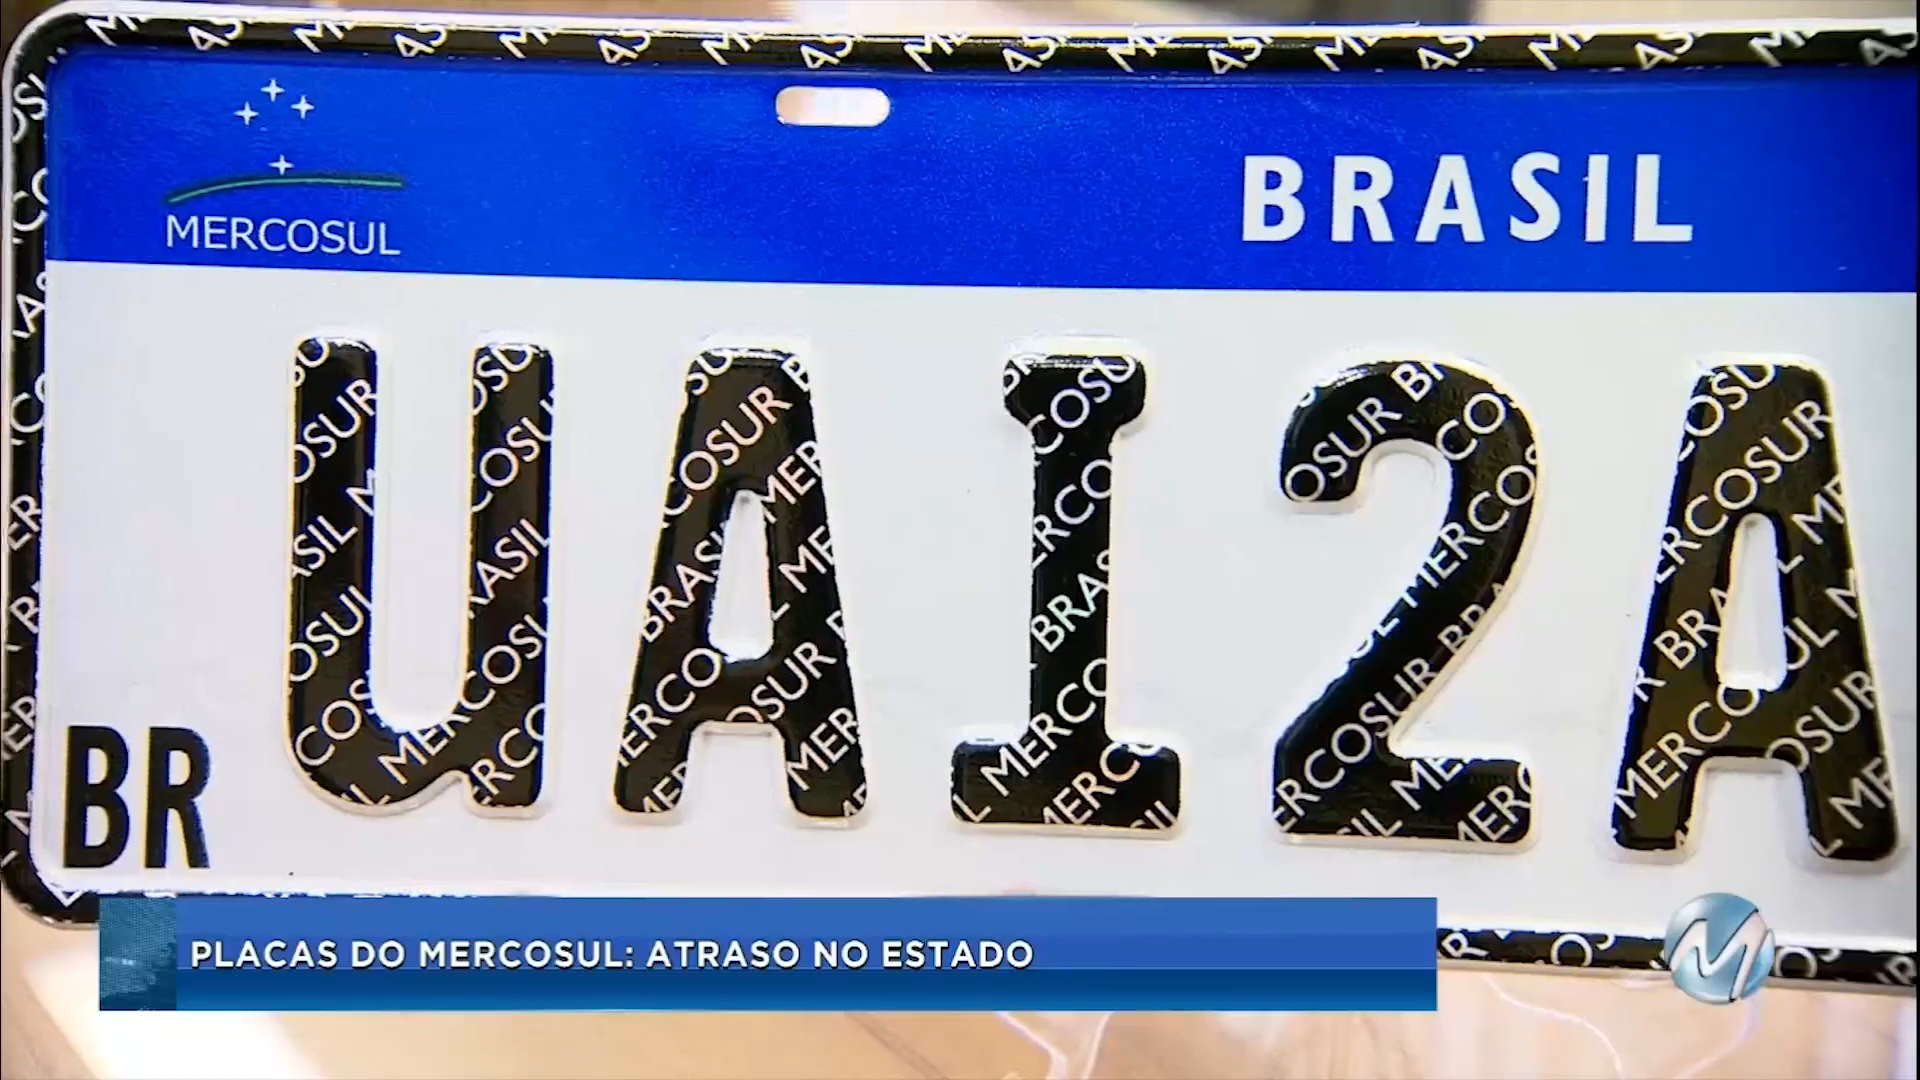 MERCOSUL
BRASIL
UAI2A
BR
PLACAS DO MERCOSUL: ATRASO NO ESTADO